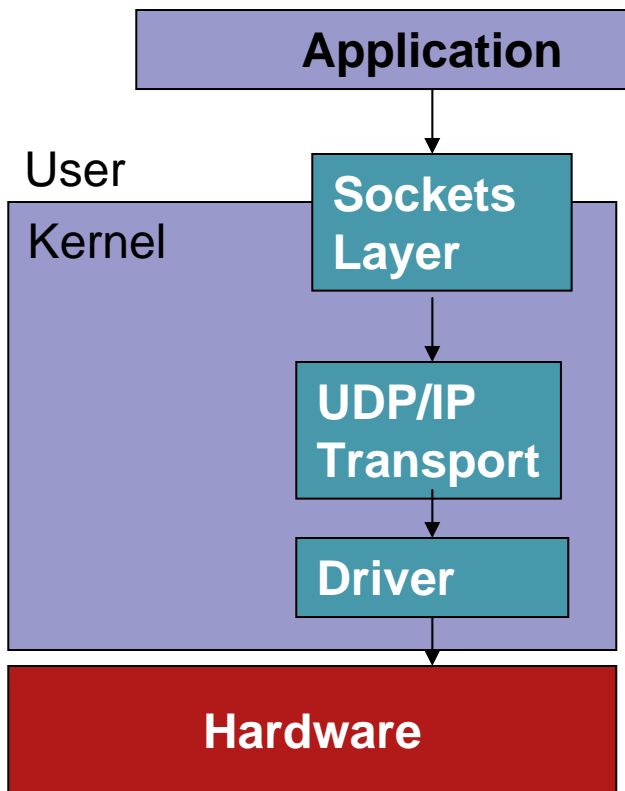 Application
User
Sockets
Layer
Kernel
UDP/IP
Transport
Driver
Hardware